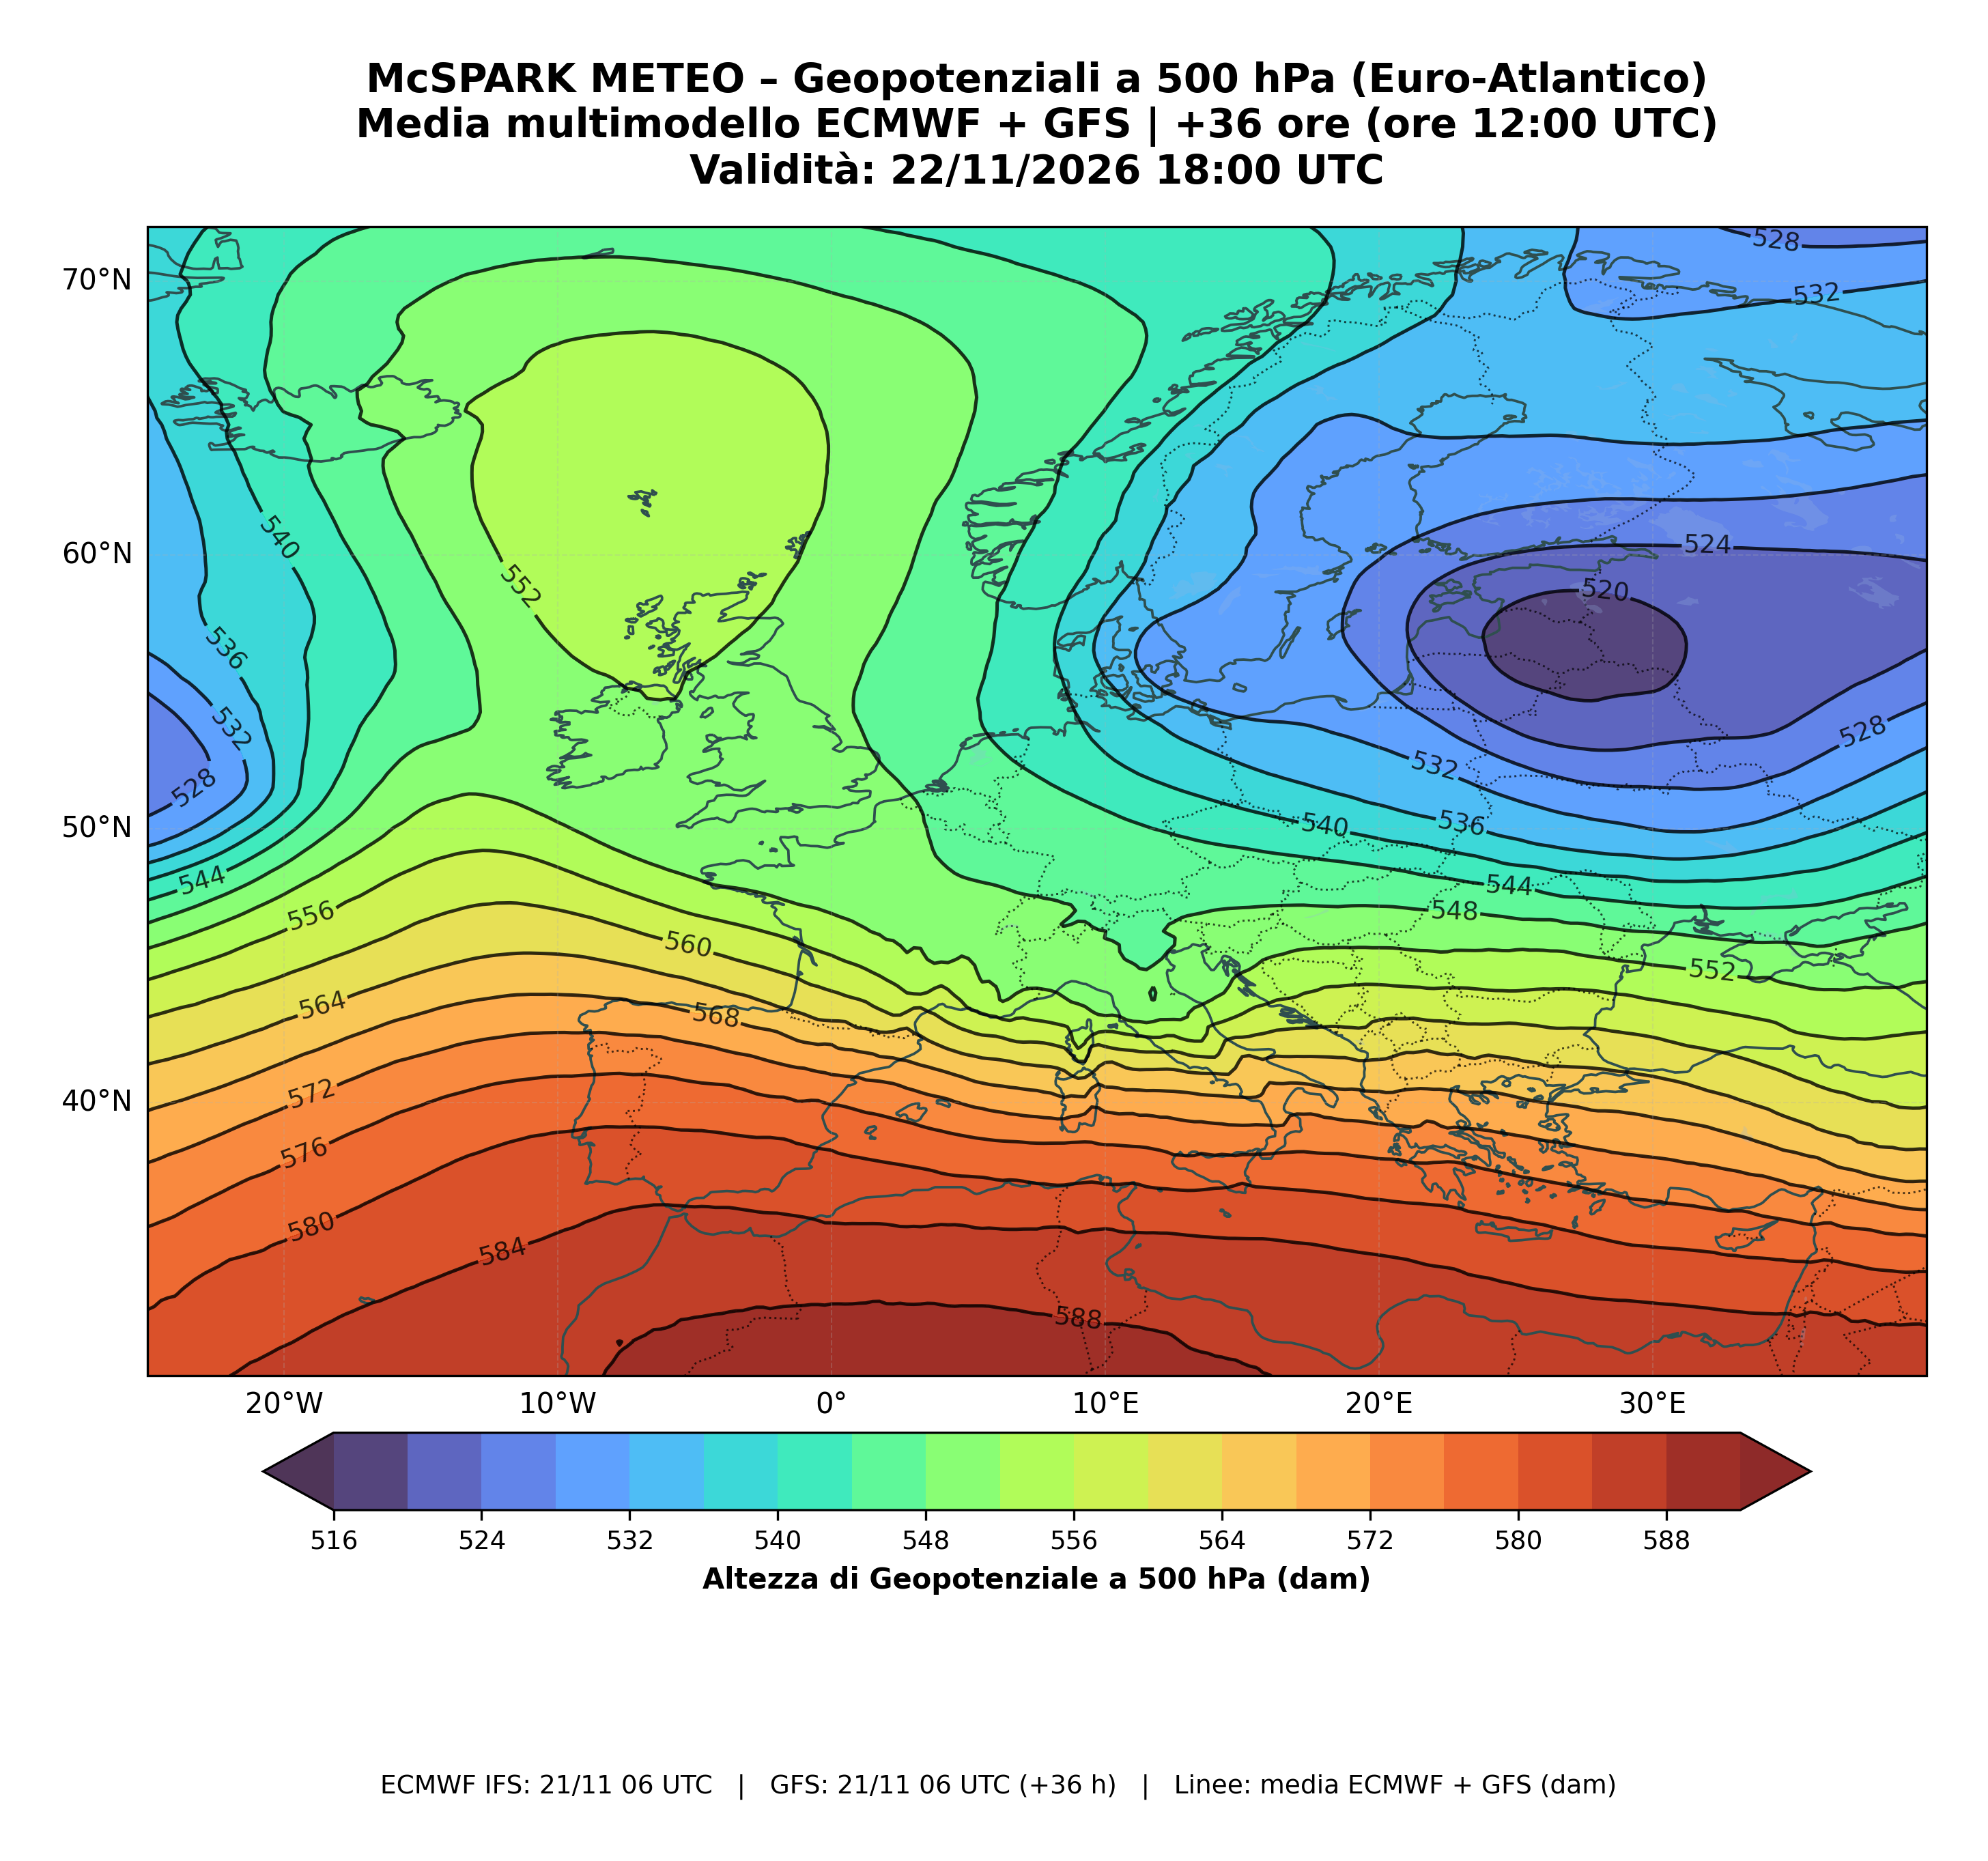 McSPARK METEO – Geopotenziali a 500 hPa (Euro-Atlantico)
Media multimodello ECMWF + GFS | +36 ore (ore 12:00 UTC)
Validità: 22/11/2026 18:00 UTC
528
70°N
532
540
60°N
524
552
520
536
532
528
528
532
50°N
540
536
544
544
556
548
560
552
564
568
572
40°N
576
580
584
588
20°W 10°W 0° 10°E 20°E 30°E
516 524 532 540 548 556 564 572 580 588
Altezza di Geopotenziale a 500 hPa (dam)
ECMWF IFS: 21/11 06 UTC | GFS: 21/11 06 UTC (+36 h) | Linee: media ECMWF + GFS (dam)